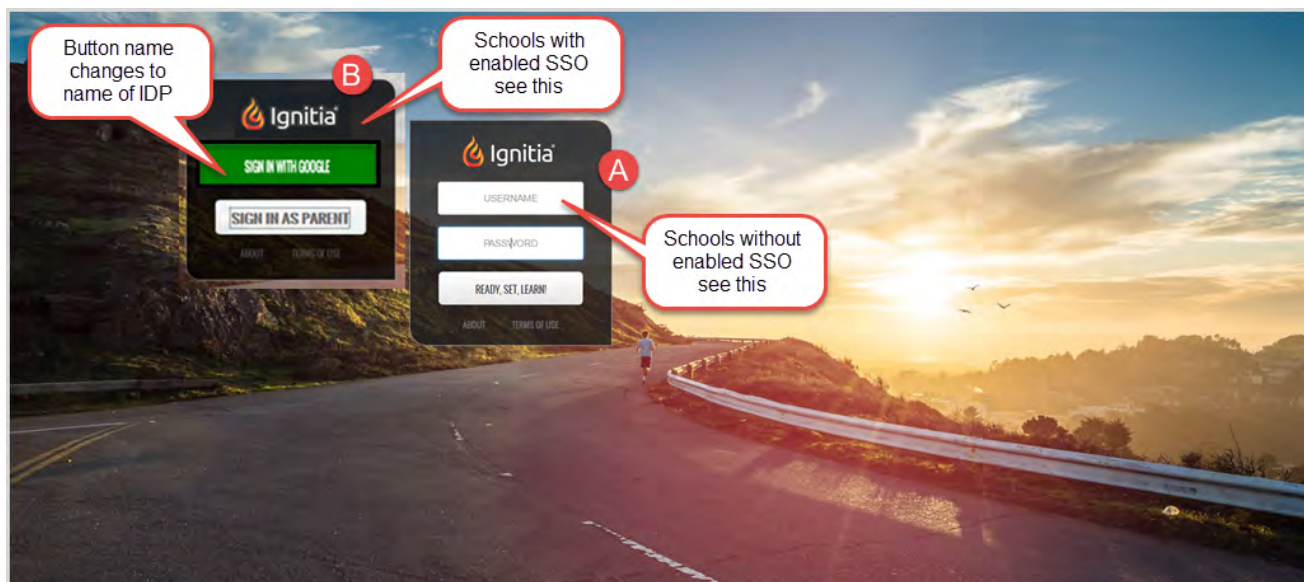 Button name
changes to
name of IDP
B
Schools with
enabled SSO
see this
Ignitia
SIGN IN WITH GOOGLE
SIGN IN AS PARENT
ABOUT TERMS OF USE
Ignitia
A
USERNAME
PASSWORD
READY, SET, LEARN!
ABOUT TERMS OF USE
Schools without
enabled SSO
see this